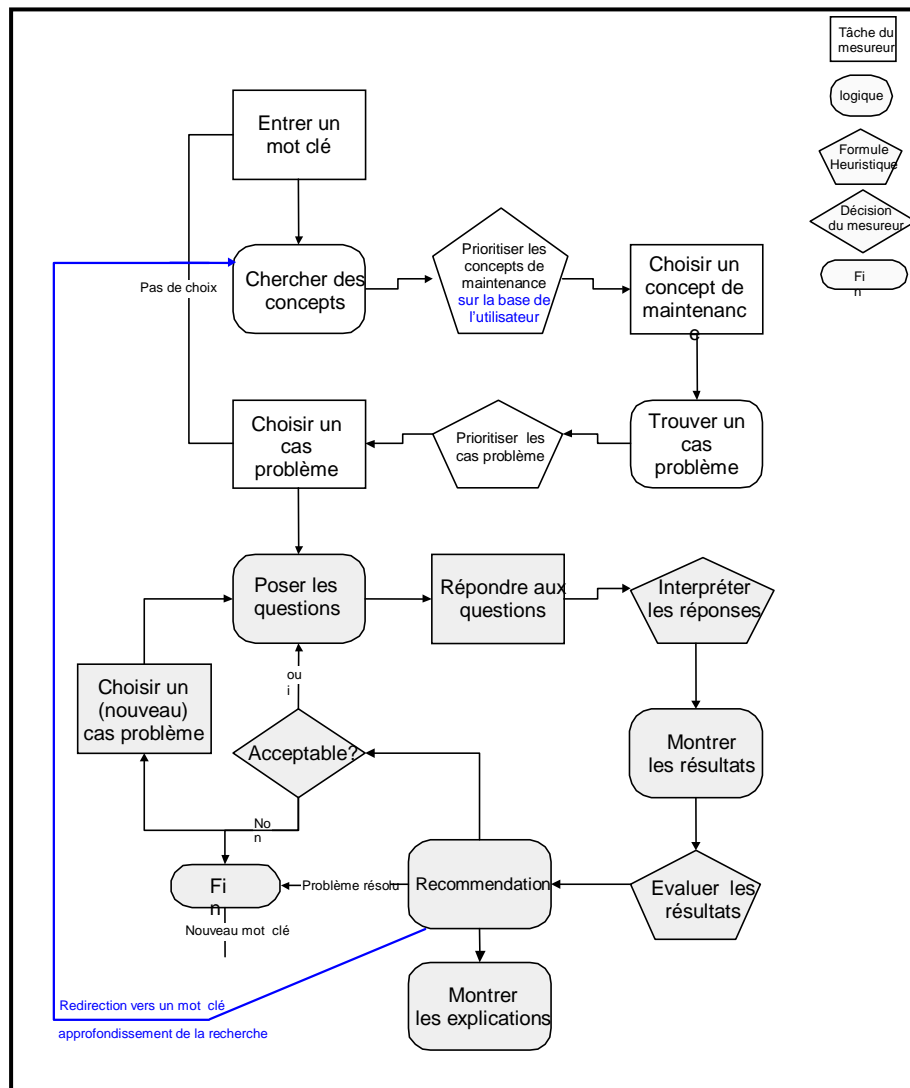 Tâche du
mesureur
logique
Formule
Heuristique
Décision
du mesureur
Fi
n
Entrer un
mot clé
Chercher des
concepts
Pas de choix
Prioritiser les
concepts de
maintenance
sur la base de
l'utilisateur
Choisir un
concept de
maintenanc
e
Choisir un
cas
problème
Prioritiser les
cas problème
Trouver un
cas
problème
Poser les
questions
Répondre aux
questions
Interpréter
les réponses
ou
i
Choisir un
(nouveau)
cas problème
Acceptable?
Montrer
les résultats
No
n
Fi
n
Problème résolu
Recommendation
Evaluer les
résultats
Nouveau mot clé
Montrer
les explications
Redirection vers un mot clé
approfondissement de la recherche